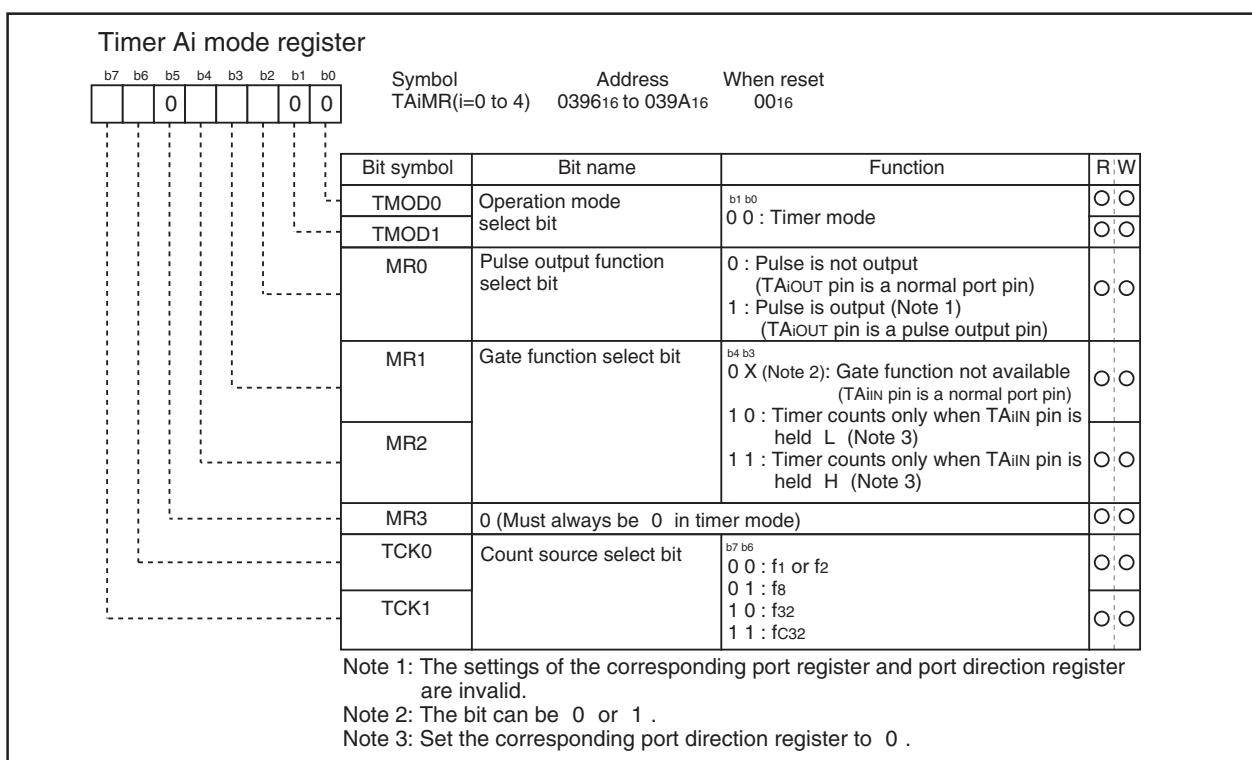 Timer Ai mode register
b7 b6 b5 b4 b3 b2 b1 b0
0 0 0
Symbol Address When reset
TAiMR(i=0 to 4) 039616 to 039A16 0016
Bit symbol Bit name Function R W
TMOD0
TMOD1
Operation mode
select bit
b1 b0
0 0 : Timer mode
MR0
Pulse output function
select bit
0 : Pulse is not output
(TAiOUT pin is a normal port pin)
1 : Pulse is output (Note 1)
(TAiOUT pin is a pulse output pin)
MR1
MR2
Gate function select bit
b4 b3
0 X (Note 2): Gate function not available
(TAiIN pin is a normal port pin)
1 0 : Timer counts only when TAiIN pin is
held L (Note 3)
1 1 : Timer counts only when TAiIN pin is
held H (Note 3)
MR3 0 (Must always be 0 in timer mode)
TCK0
TCK1
Count source select bit
b7 b6
0 0 : f1 or f2
0 1 : f8
1 0 : f32
1 1 : fC32
Note 1: The settings of the corresponding port register and port direction register
are invalid.
Note 2: The bit can be 0 or 1 .
Note 3: Set the corresponding port direction register to 0 .